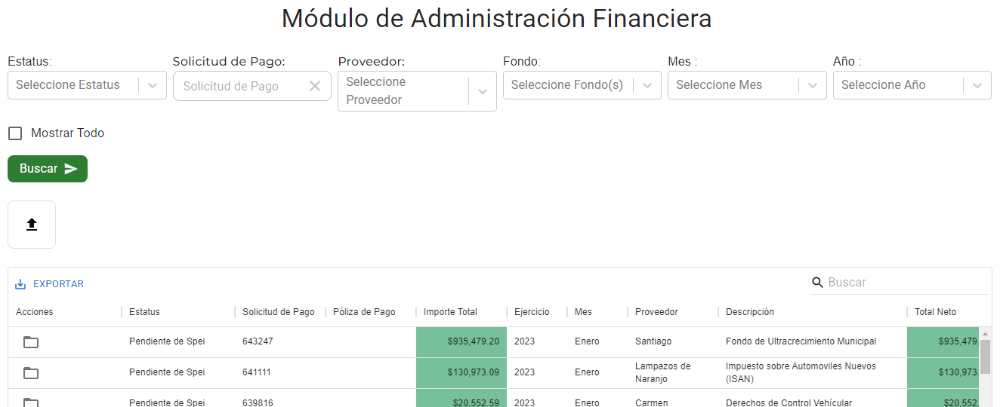 Módulo de Administración Financiera
Estatus: Solicitud de Pago: Proveedor: Fondo: Mes : Año :
Seleccione Estatus Solicitud de Pago Seleccione Proveedor Seleccione Fondo(s) Seleccione Mes Seleccione Año
Mostrar Todo
Buscar
EXPORTAR Buscar
Acciones Estatus Solicitud de Pago Póliza de Pago Importe Total Ejercicio Mes Proveedor Descripción Total Neto
Pendiente de Spei 643247 $935,479.20 2023 Enero Santiago Fondo de Ultracrecimiento Municipal $935,479.
Pendiente de Spei 641111 $130,973.09 2023 Enero Lampazos de Naranjo Impuesto sobre Automoviles Nuevos (ISAN) $130,973.
Pendiente de Spei 639816 $20,552.59 2023 Enero Carmen Derechos de Control Vehícular $20,552.